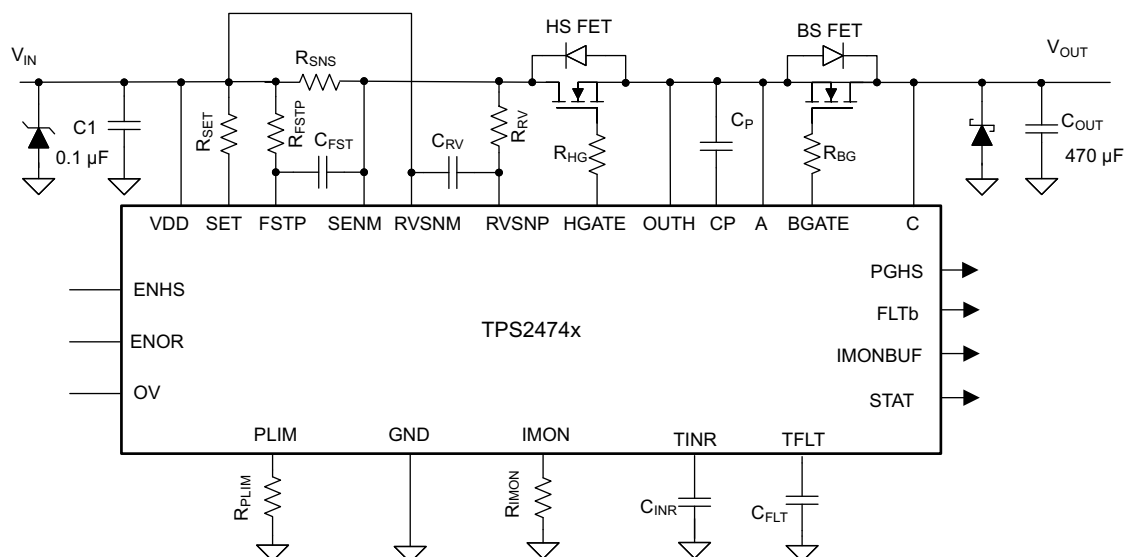 HS FET
BS FET
VIN
RSNS
VOUT
C1
0.1 µF
RSET
RFSTP
CFST
CRV
RRV
RHG
CP
RBG
COUT
470 µF
VDD
SET
FSTP
SENM
RVSNM
RVSNP
HGATE
OUTH
CP
A
BGATE
C
ENHS
ENOR
OV
TPS2474x
PGHS
FLTb
IMONBUF
STAT
PLIM
GND
IMON
TINR
TFLT
RPLIM
RIMON
CINR
CFLT